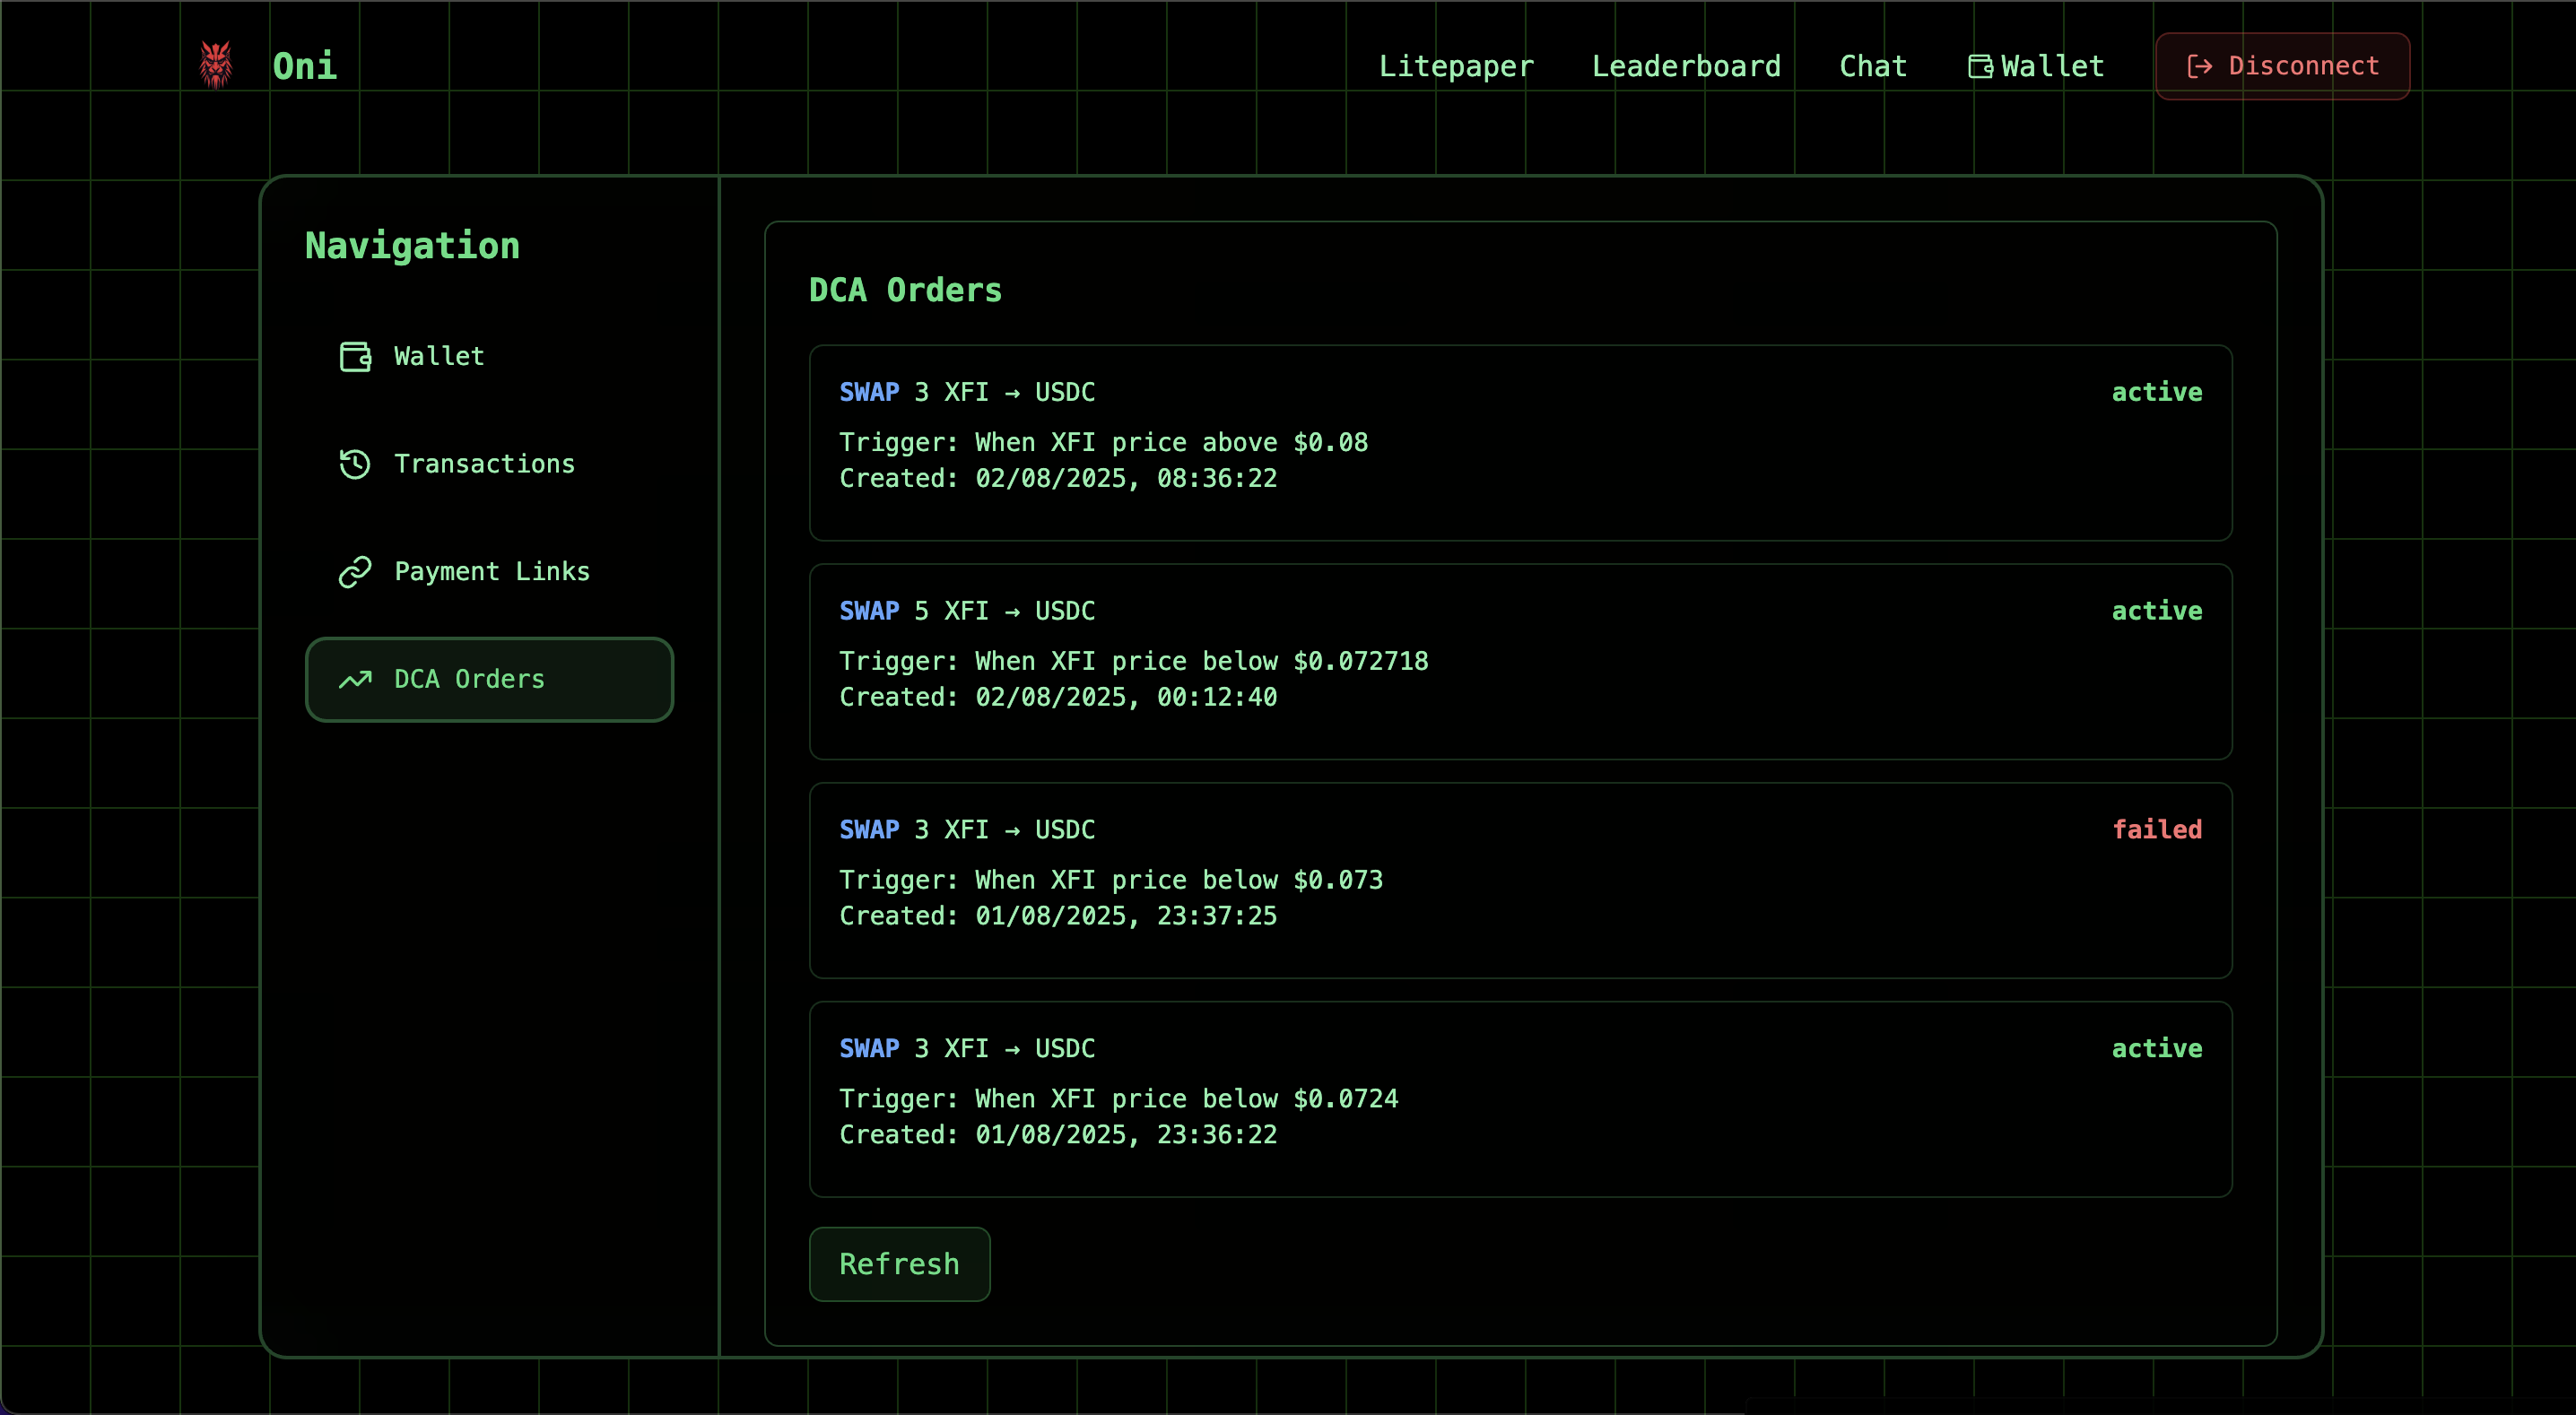 Oni
Litepaper Leaderboard Chat Wallet Disconnect
Navigation
Wallet
Transactions
Payment Links
DCA Orders
DCA Orders
SWAP 3 XFI → USDC active
Trigger: When XFI price above $0.08
Created: 02/08/2025, 08:36:22
SWAP 5 XFI → USDC active
Trigger: When XFI price below $0.072718
Created: 02/08/2025, 00:12:40
SWAP 3 XFI → USDC failed
Trigger: When XFI price below $0.073
Created: 01/08/2025, 23:37:25
SWAP 3 XFI → USDC active
Trigger: When XFI price below $0.0724
Created: 01/08/2025, 23:36:22
Refresh